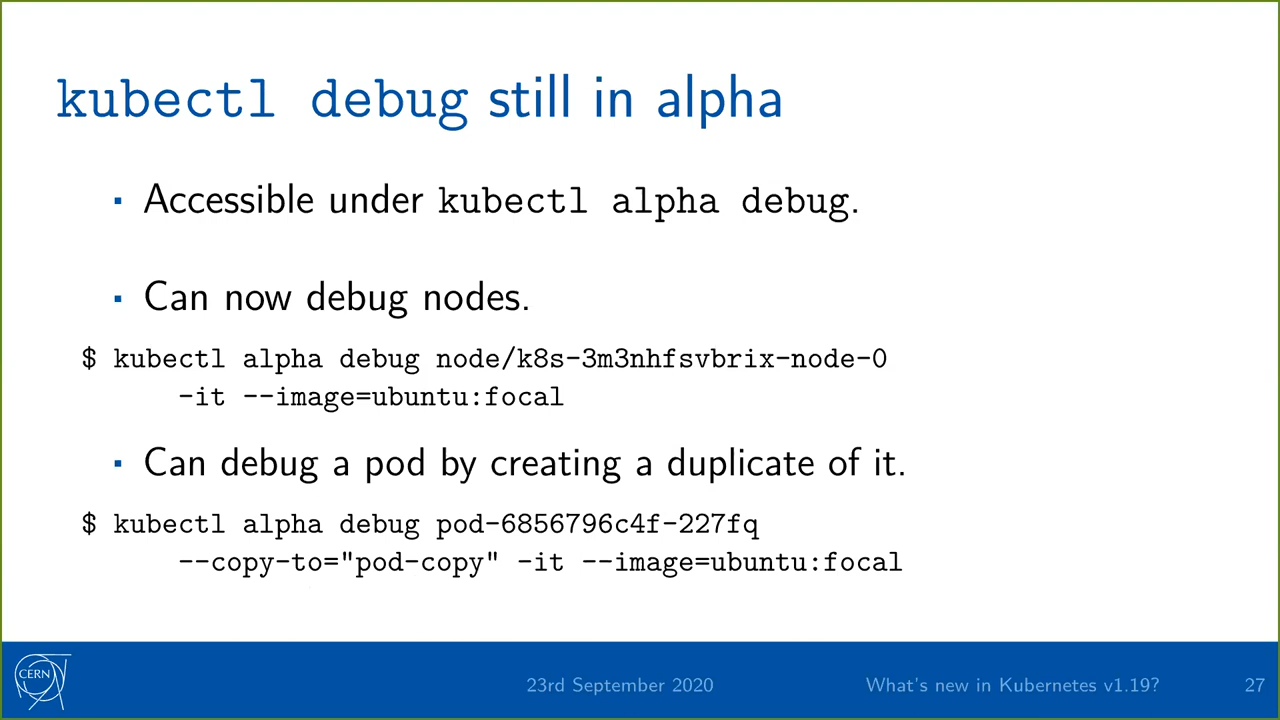 kubectl debug still in alpha
▪ Accessible under kubectl alpha debug.
▪ Can now debug nodes.
$ kubectl alpha debug node/k8s-3m3nhfsvbrix-node-0
-it --image=ubuntu:focal
▪ Can debug a pod by creating a duplicate of it.
$ kubectl alpha debug pod-6856796c4f-227fq
--copy-to="pod-copy" -it --image=ubuntu:focal
CERN
23rd September 2020
What's new in Kubernetes v1.19?
27